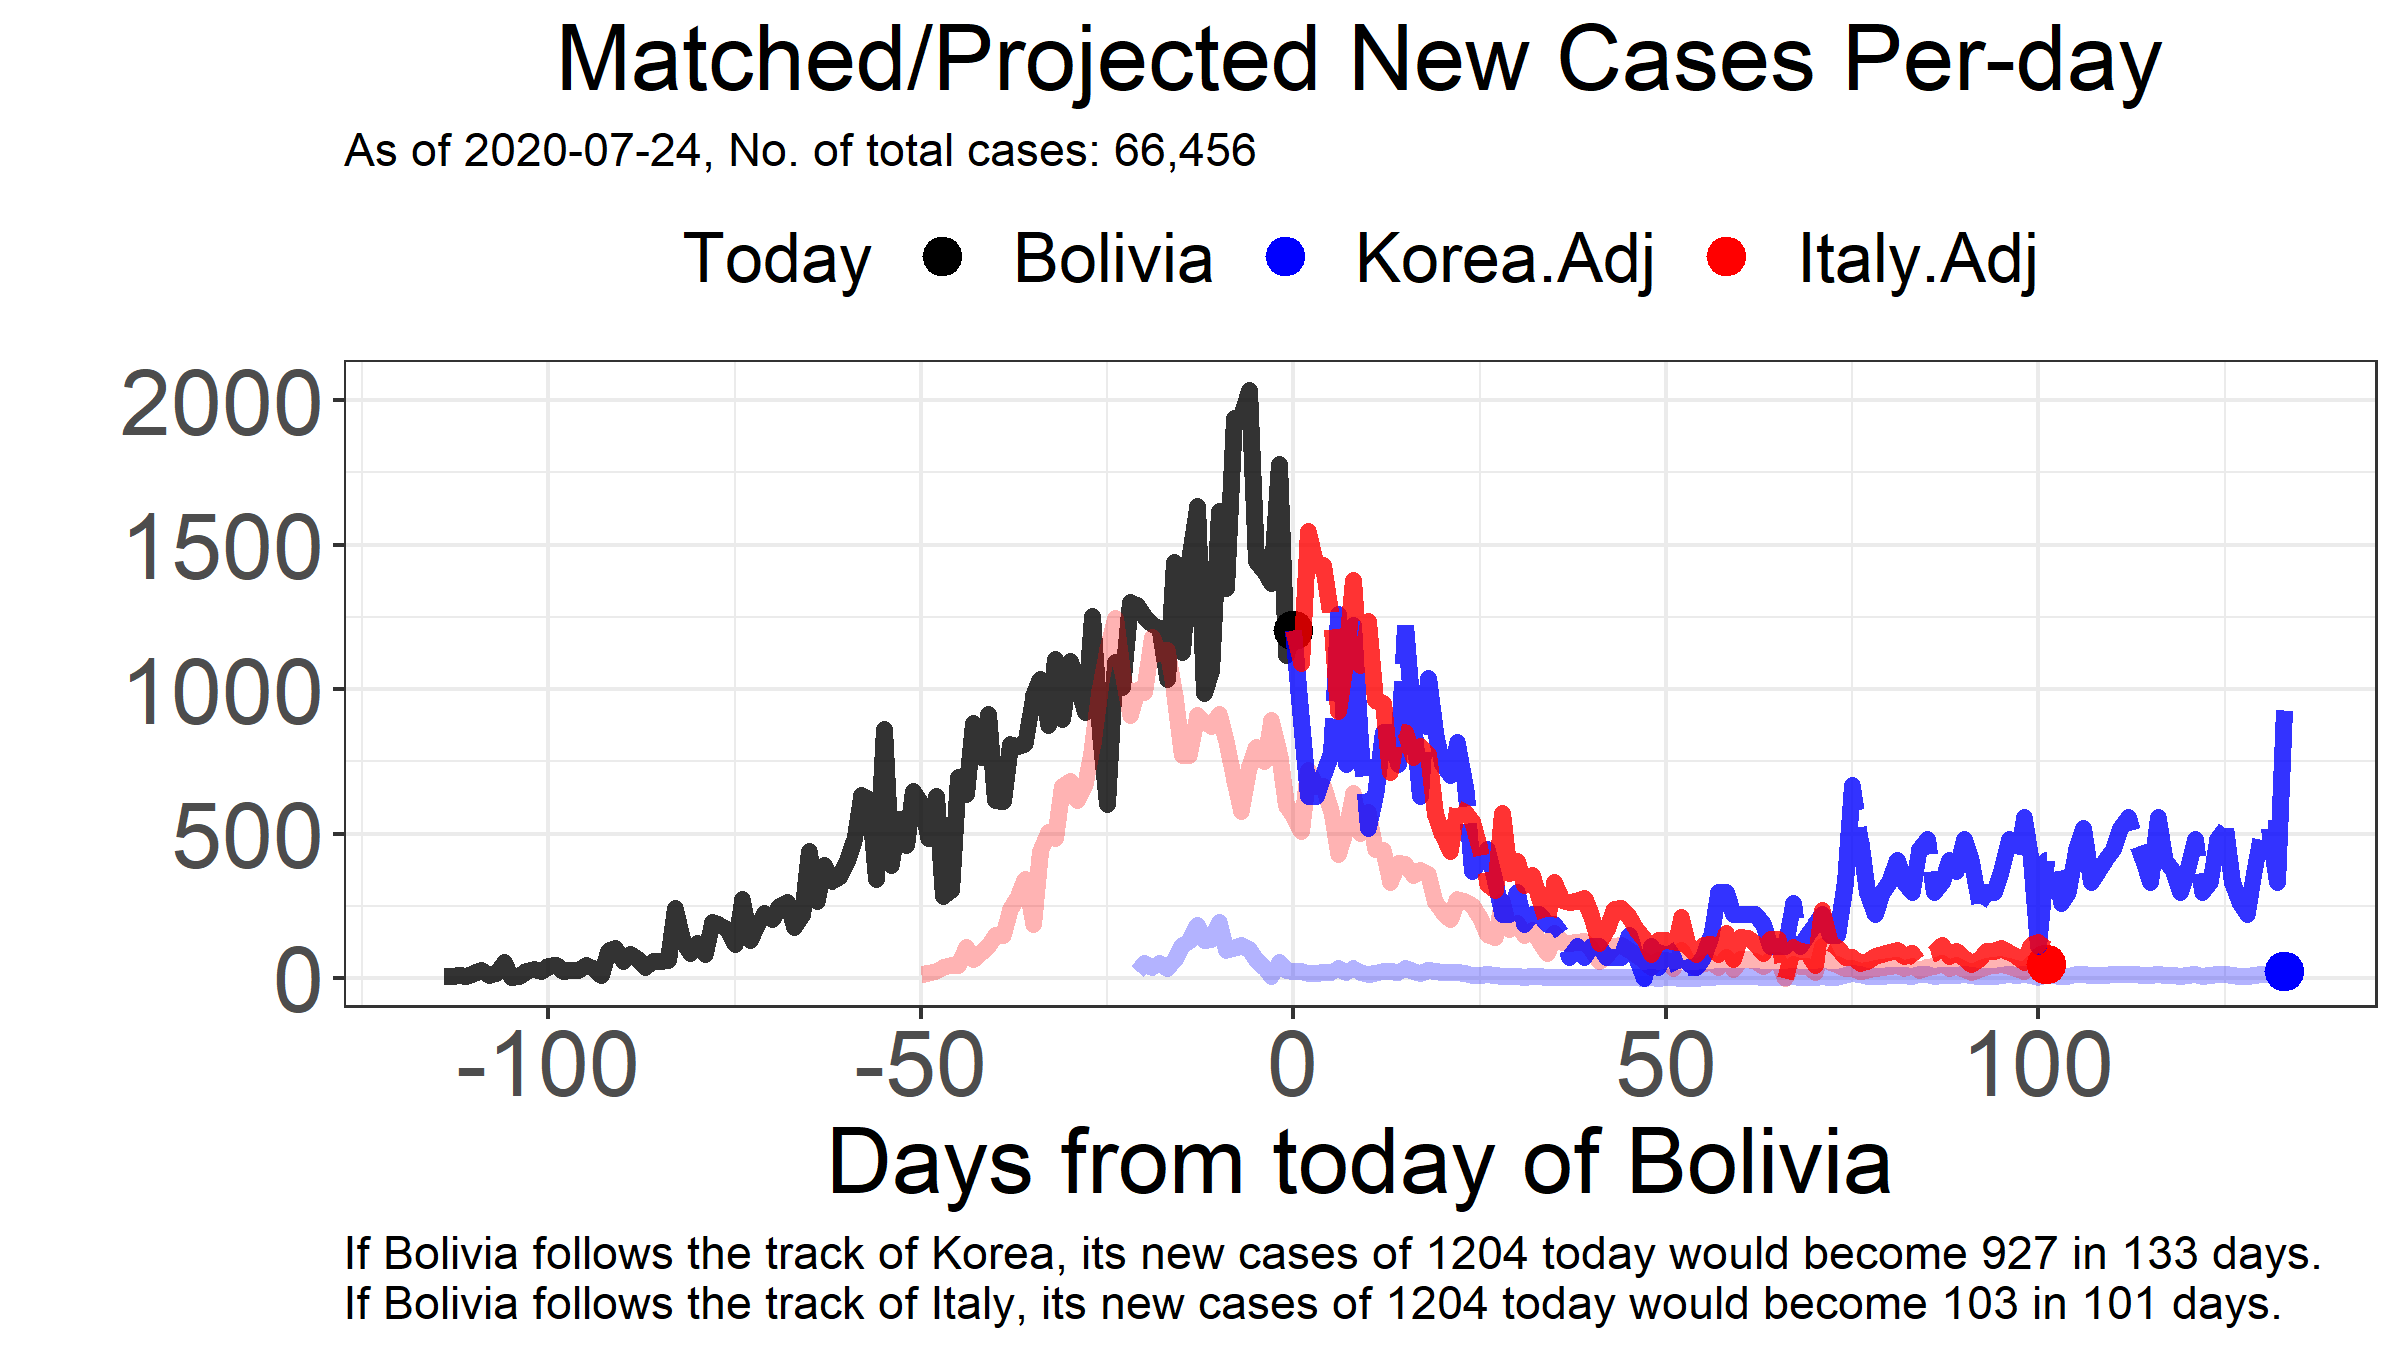 Matched/Projected New Cases Per-day
As of 2020-07-24, No. of total cases: 66,456
Today Bolivia Korea.Adj Italy.Adj
2000
1500
1000
500
0
-100 -50 0 50 100
Days from today of Bolivia
If Bolivia follows the track of Korea, its new cases of 1204 today would become 927 in 133 days.
If Bolivia follows the track of Italy, its new cases of 1204 today would become 103 in 101 days.